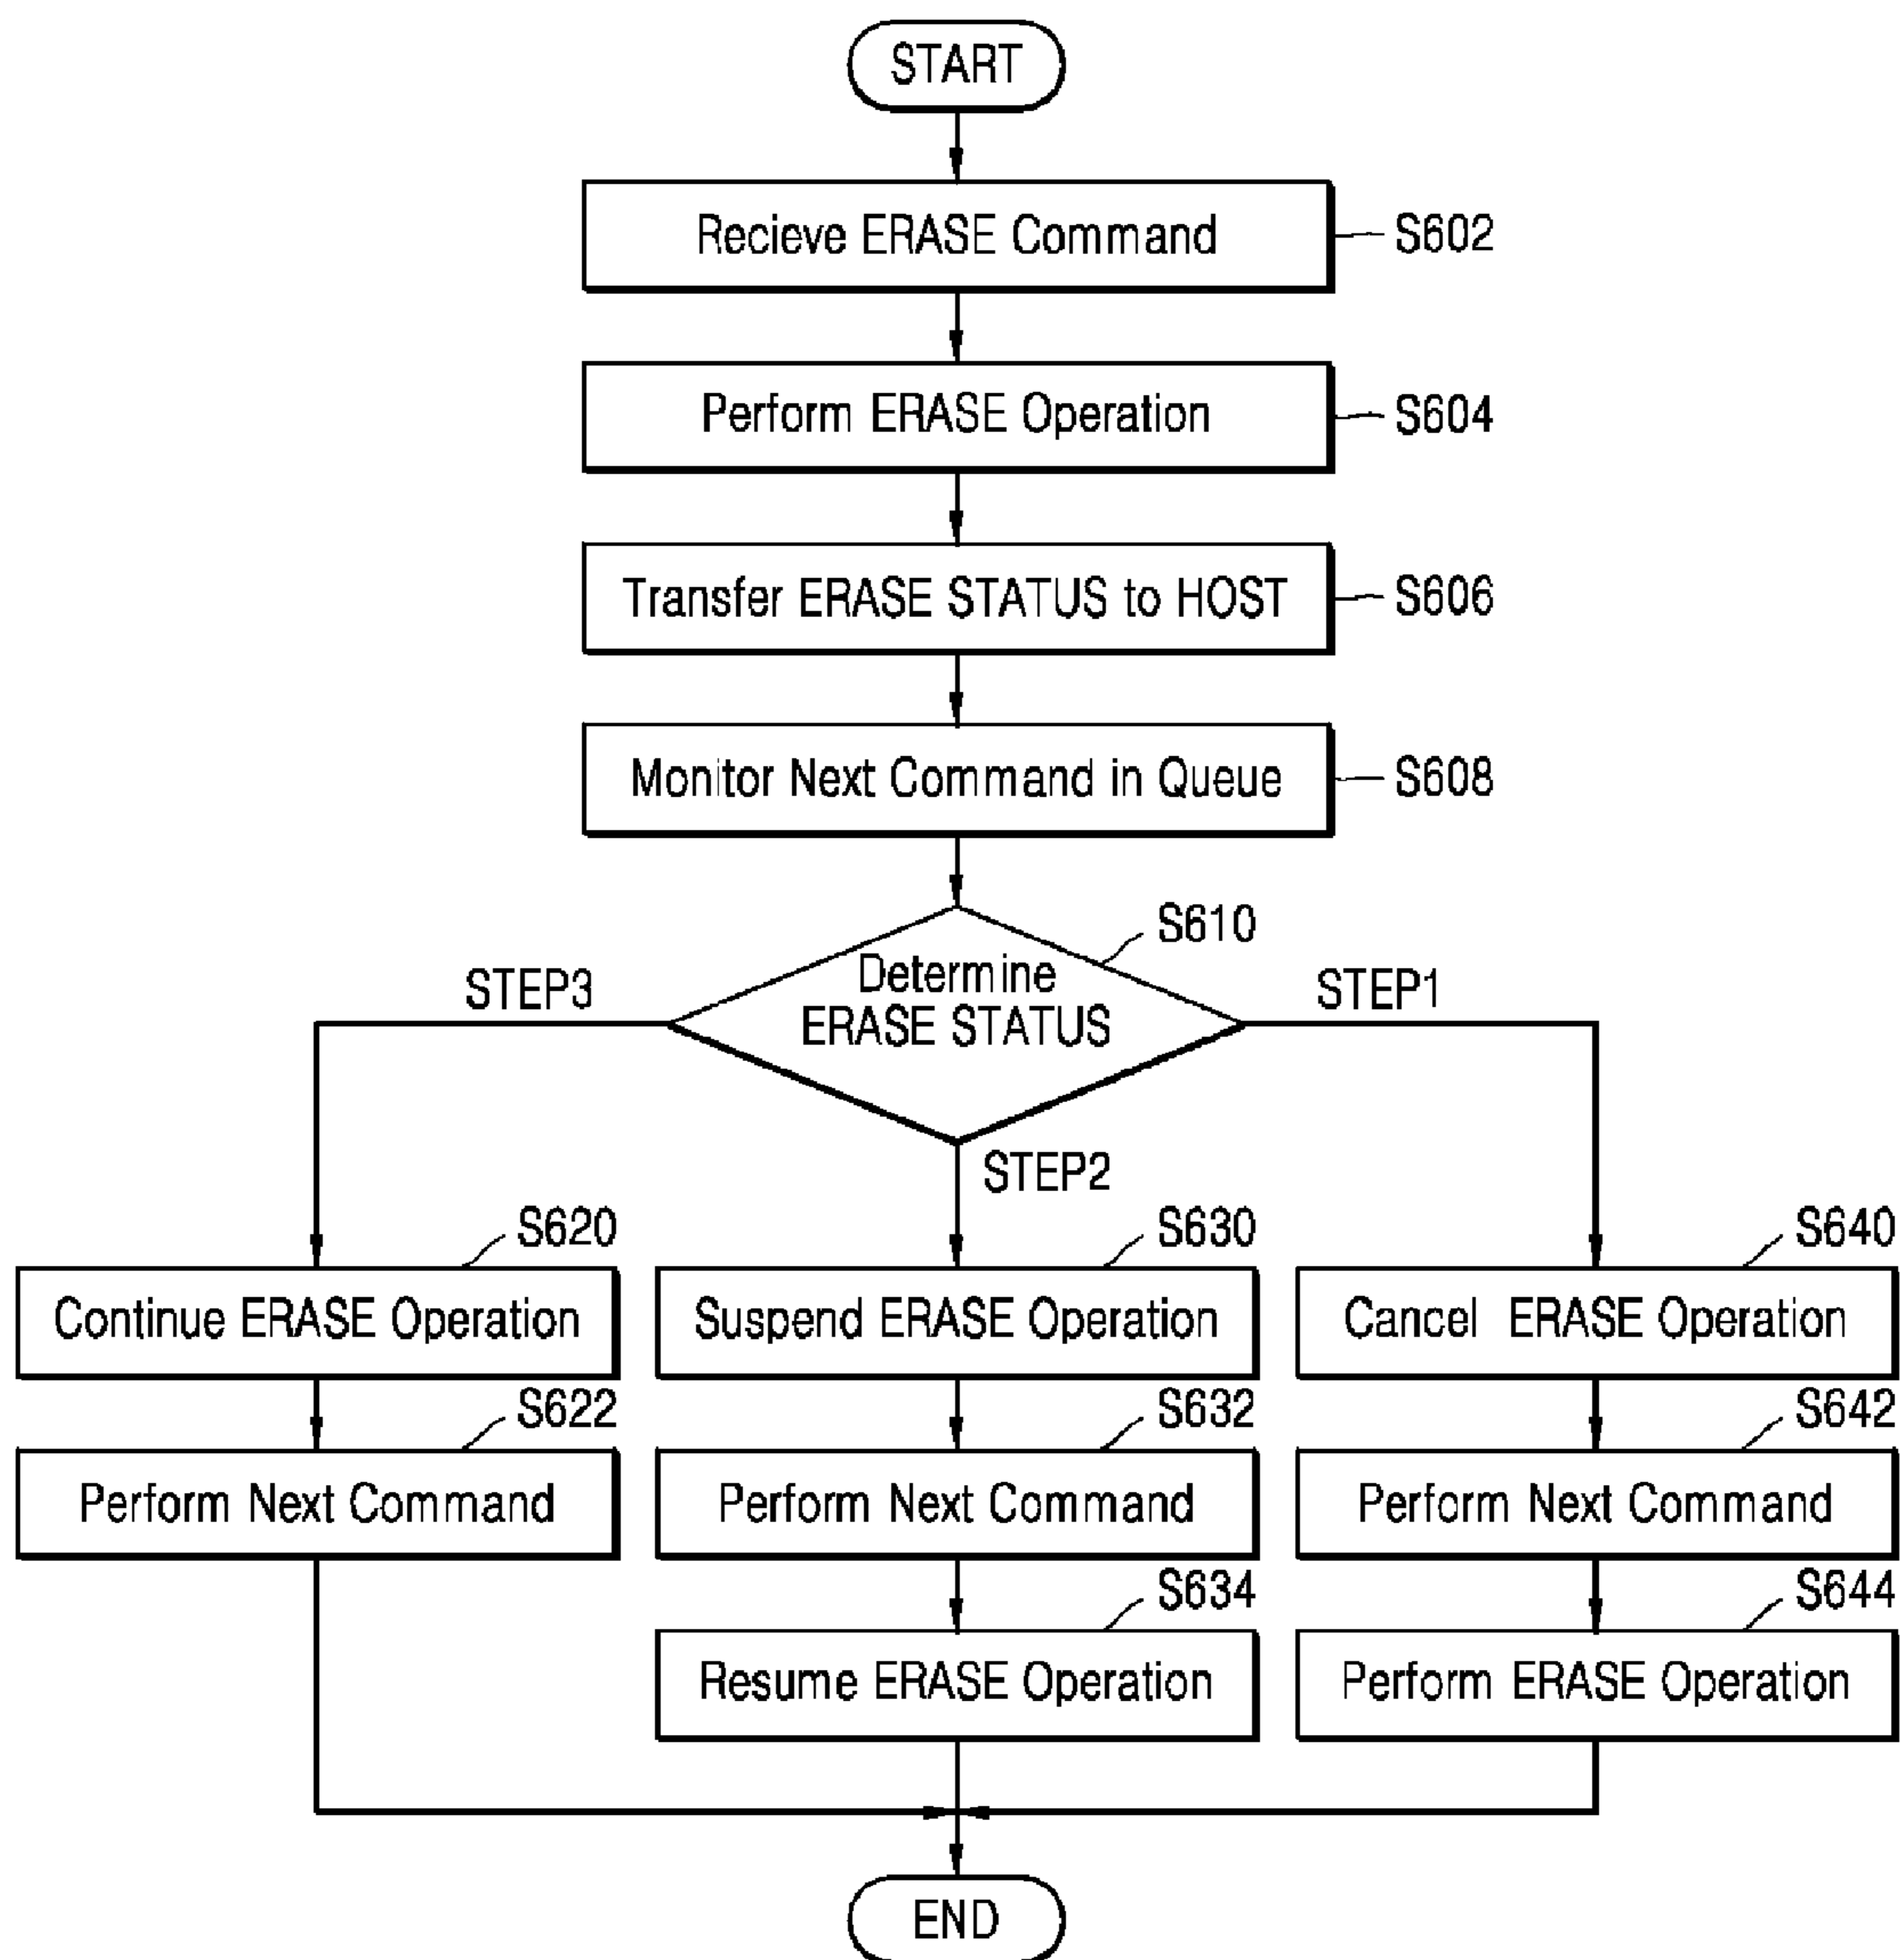 START
Recieve ERASE Command
S602
Perform ERASE Operation
S604
Transfer ERASE STATUS to HOST
S606
Monitor Next Command in Queue
S608
S610
Determine
ERASE STATUS
STEP3
STEP1
STEP2
S620
Continue ERASE Operation
S622
Perform Next Command
S630
Suspend ERASE Operation
S632
Perform Next Command
S634
Resume ERASE Operation
S640
Cancel ERASE Operation
S642
Perform Next Command
S644
Perform ERASE Operation
END